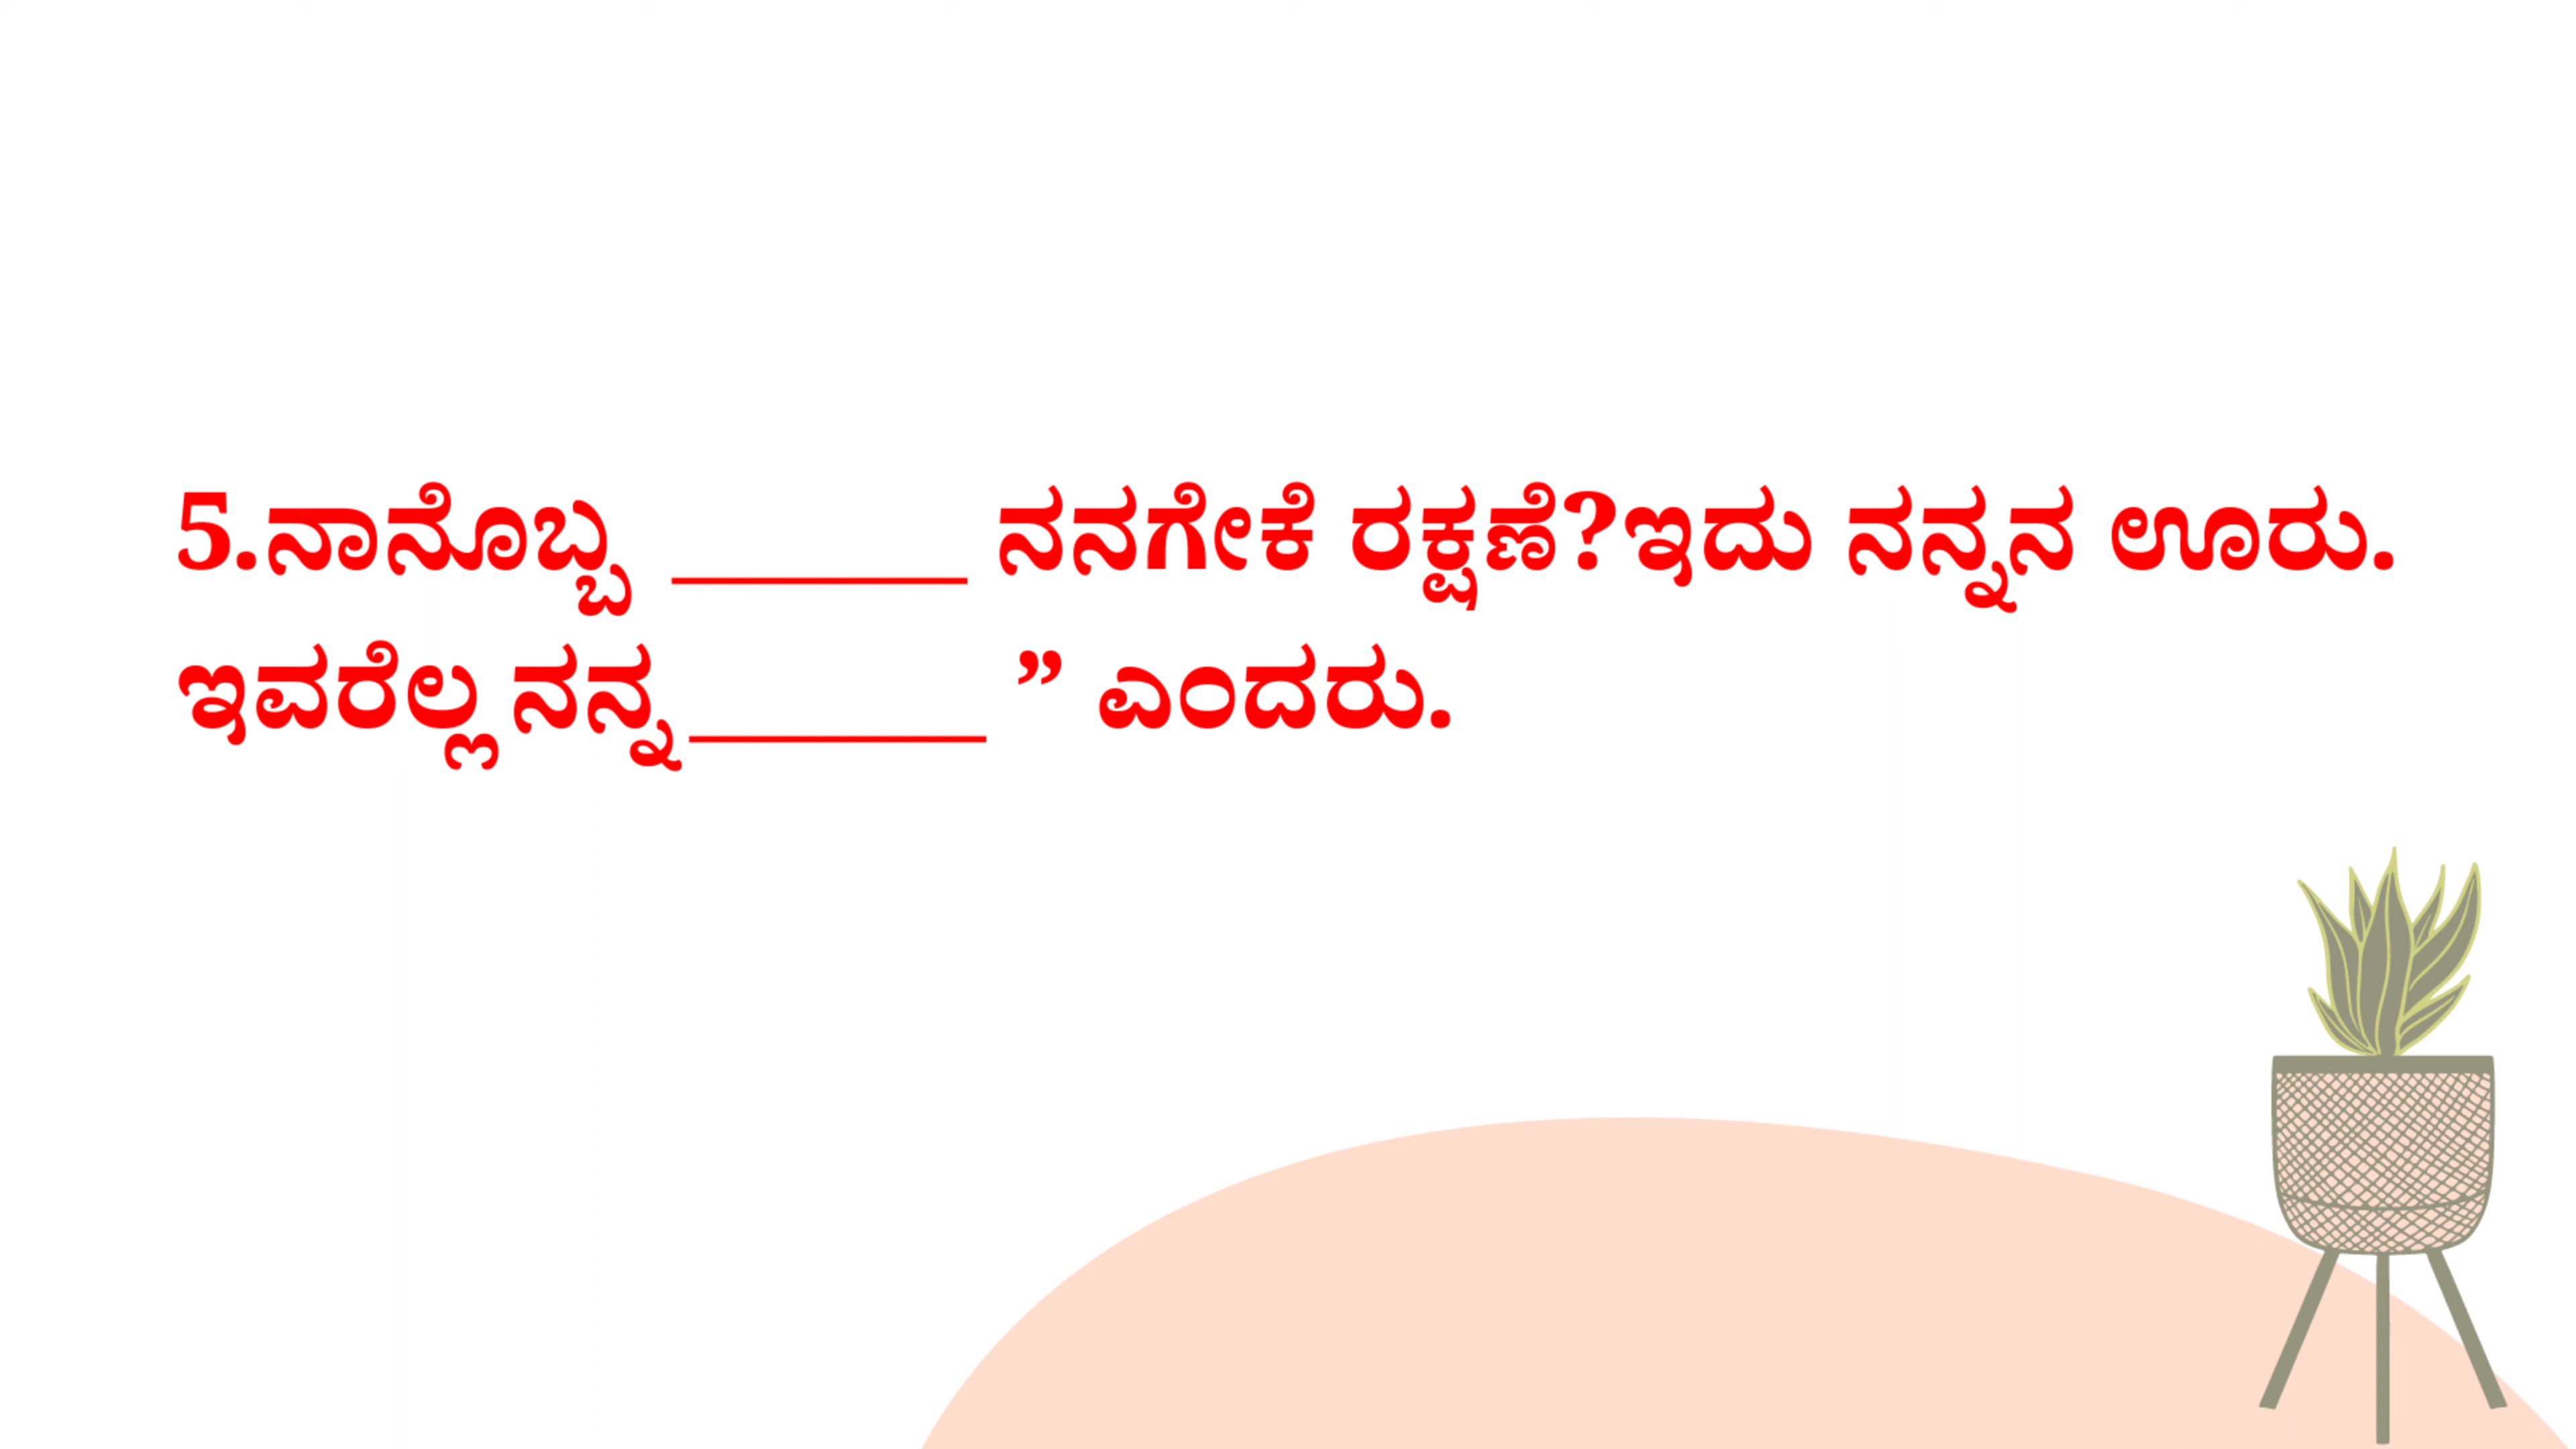 5.ನಾನೊಬ್ಬ ______ ನನಗೇಕೆ ರಕ್ಷಣೆ?ಇದು ನನ್ನನ ಊರು.
ಇವರೆಲ್ಲ ನನ್ನ______ ” ಎಂದರು.